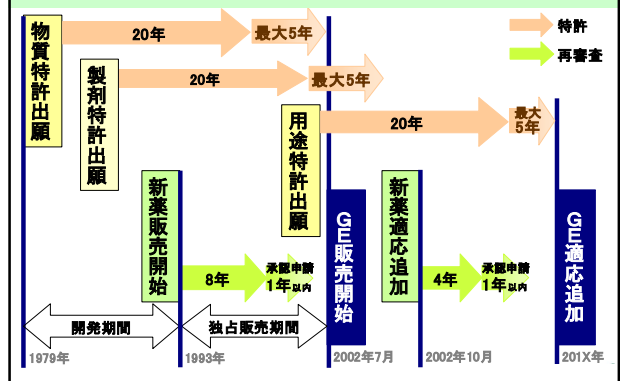 物質特許出願
20年
最大5年
特許
再審査
製剤特許出願
20年
最大5年
用途特許出願
20年
最大
5年
新薬販売開始
8年
承認申請
1年以内
GE販売開始
新薬適応追加
4年
承認申請
1年以内
GE適応追加
開発期間
独占販売期間
1979年
1993年
2002年7月
2002年10月
201X年